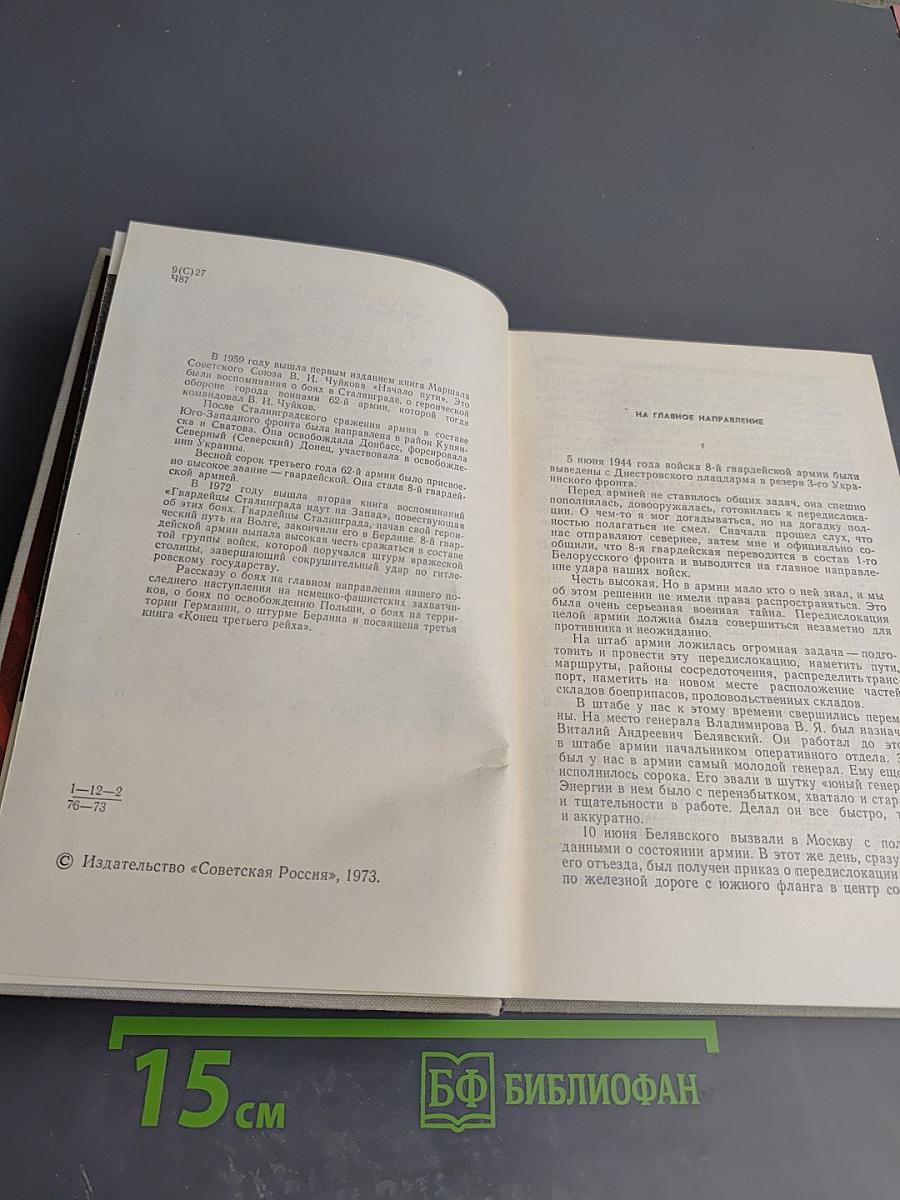 9(С)27
Ч87
В 1959 году вышла первым изданием книга Маршала
Советского Союза В. И. Чуйкова «Начало пути». Это
были воспоминания о боях в Сталинграде, о героической
обороне города воинами 62-й армии, которой тогда
командовал В. И. Чуйков.
После Сталинградского сражения армия в составе
Юго-Западного фронта была направлена в район Купян-
ска и Сватова. Она освобождала Донбасс, форсировала
Северный (Северский) Донец, участвовала в освобожде-
нии Украины.
Весной сорок третьего года 62-й армии было присвое-
но высокое звание — гвардейской. Она стала 8-й гвардей-
ской армией.
В 1972 году вышла вторая книга воспоминаний
«Гвардейцы Сталинграда идут на Запад», повествующая
об этих боях. Гвардейцы Сталинграда, начав свой герои-
ческий путь на Волге, закончили его в Берлине. 8-й гвар-
дейской армии выпала высокая честь сражаться в составе
той группы войск, которой поручался штурм вражеской
столицы, завершающий сокрушительный удар по гитле-
ровскому государству.
Рассказу о боях на главном направлении нашего по-
следнего наступления на немецко-фашистских захватчи-
ков, о боях по освобождению Польши, о боях на терри-
тории Германии, о штурме Берлина и посвящена третья
книга «Конец третьего рейха».
1—12—2
76—73
© Издательство «Советская Россия», 1973.
НА ГЛАВНОЕ НАПРАВЛЕНИЕ
1
5 июня 1944 года войска 8-й гвардейской армии были
выведены с Днестровского плацдарма в резерв 3-го Укра-
инского фронта.
Перед армией не ставилось общих задач, она спешно
пополнялась, довооружалась, готовилась к передислока-
ции. О чем-то я мог догадываться, но на догадку пол-
ностью полагаться не смел. Сначала прошел слух, что
нас отправляют севернее, затем мне и официально со-
общили, что 8-я гвардейская переводится в состав 1-го
Белорусского фронта и выводится на главное направле-
ние удара наших войск.
Честь высокая. Но в армии мало кто о ней знал, и мы
об этом решении не имели права распространяться. Это
была очень серьезная военная тайна. Передислокация
целой армии должна была совершиться незаметно для
противника и неожиданно.
На штаб армии ложилась огромная задача — подго-
товить и провести эту передислокацию, наметить пути,
маршруты, районы сосредоточения, распределить транс-
порт, наметить на новом месте расположение частей
складов боеприпасов, продовольственных складов.
В штабе у нас к этому времени свершились перем
ны. На место генерала Владимирова В. Я. был назнач
Виталий Андреевич Белявский. Он работал до это
в штабе армии начальником оперативного отдела. Э
был у нас в армии самый молодой генерал. Ему еще
исполнилось сорока. Его звали в шутку «юный генер
Энергии в нем было с переизбытком, хватало и стар
и тщательности в работе. Делал он все быстро, т
и аккуратно.
10 июня Белявского вызвали в Москву с пол
данными о состоянии армии. В этот же день, сразу
его отъезда, был получен приказ о передислокации
по железной дороге с южного фланга в центр со
15 см
БФ БИБЛИОФАН